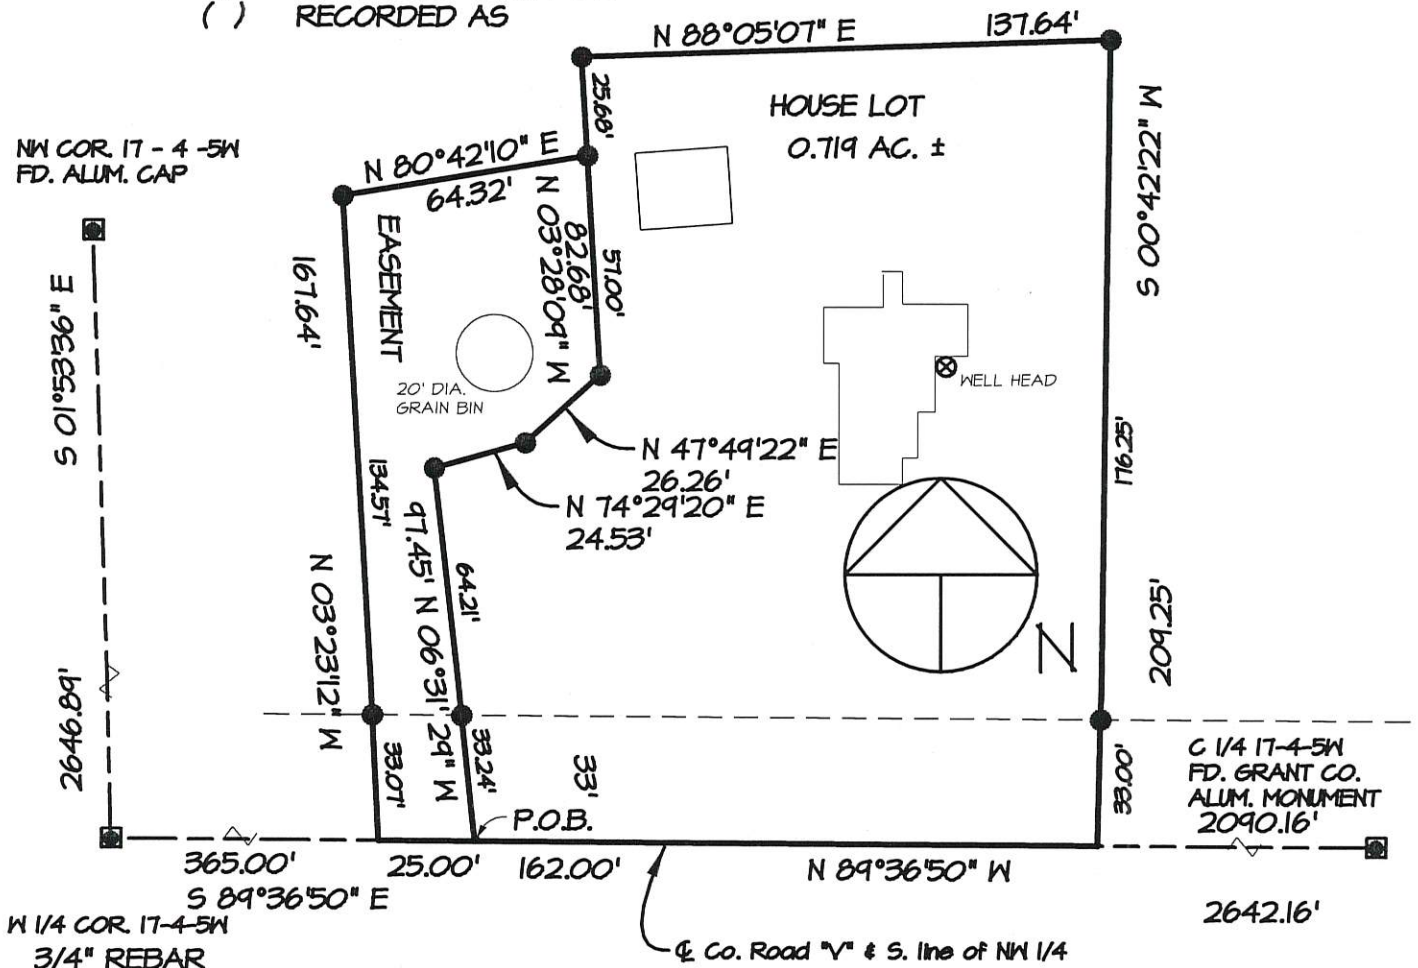 ( ) RECORDED AS
N 88°05'07" E
137.64'
25.68'
HOUSE LOT
0.719 AC. ±
S 00°42'22" W
NW COR. 17 - 4 -5W
FD. ALUM. CAP
N 80°42'10" E
64.32'
EASEMENT
N 03°28'09" W
82.68'
57.00'
167.64'
S 01°53'36" E
20' DIA.
GRAIN BIN
WELL HEAD
N 47°49'22" E
26.26'
N 74°29'20" E
24.53'
176.25'
134.57'
97.45' N 06°31'29" W
64.21'
N 03°23'12" W
N
209.25'
2646.89'
33.07'
33.24'
33'
33.00'
P.O.B.
C 1/4 17-4-5W
FD. GRANT CO.
ALUM. MONUMENT
2090.16'
365.00'
25.00'
162.00'
N 89°36'50" W
S 89°36'50" E
2642.16'
W 1/4 COR. 17-4-5W
3/4" REBAR
℄ Co. Road "V" & S. line of NW 1/4